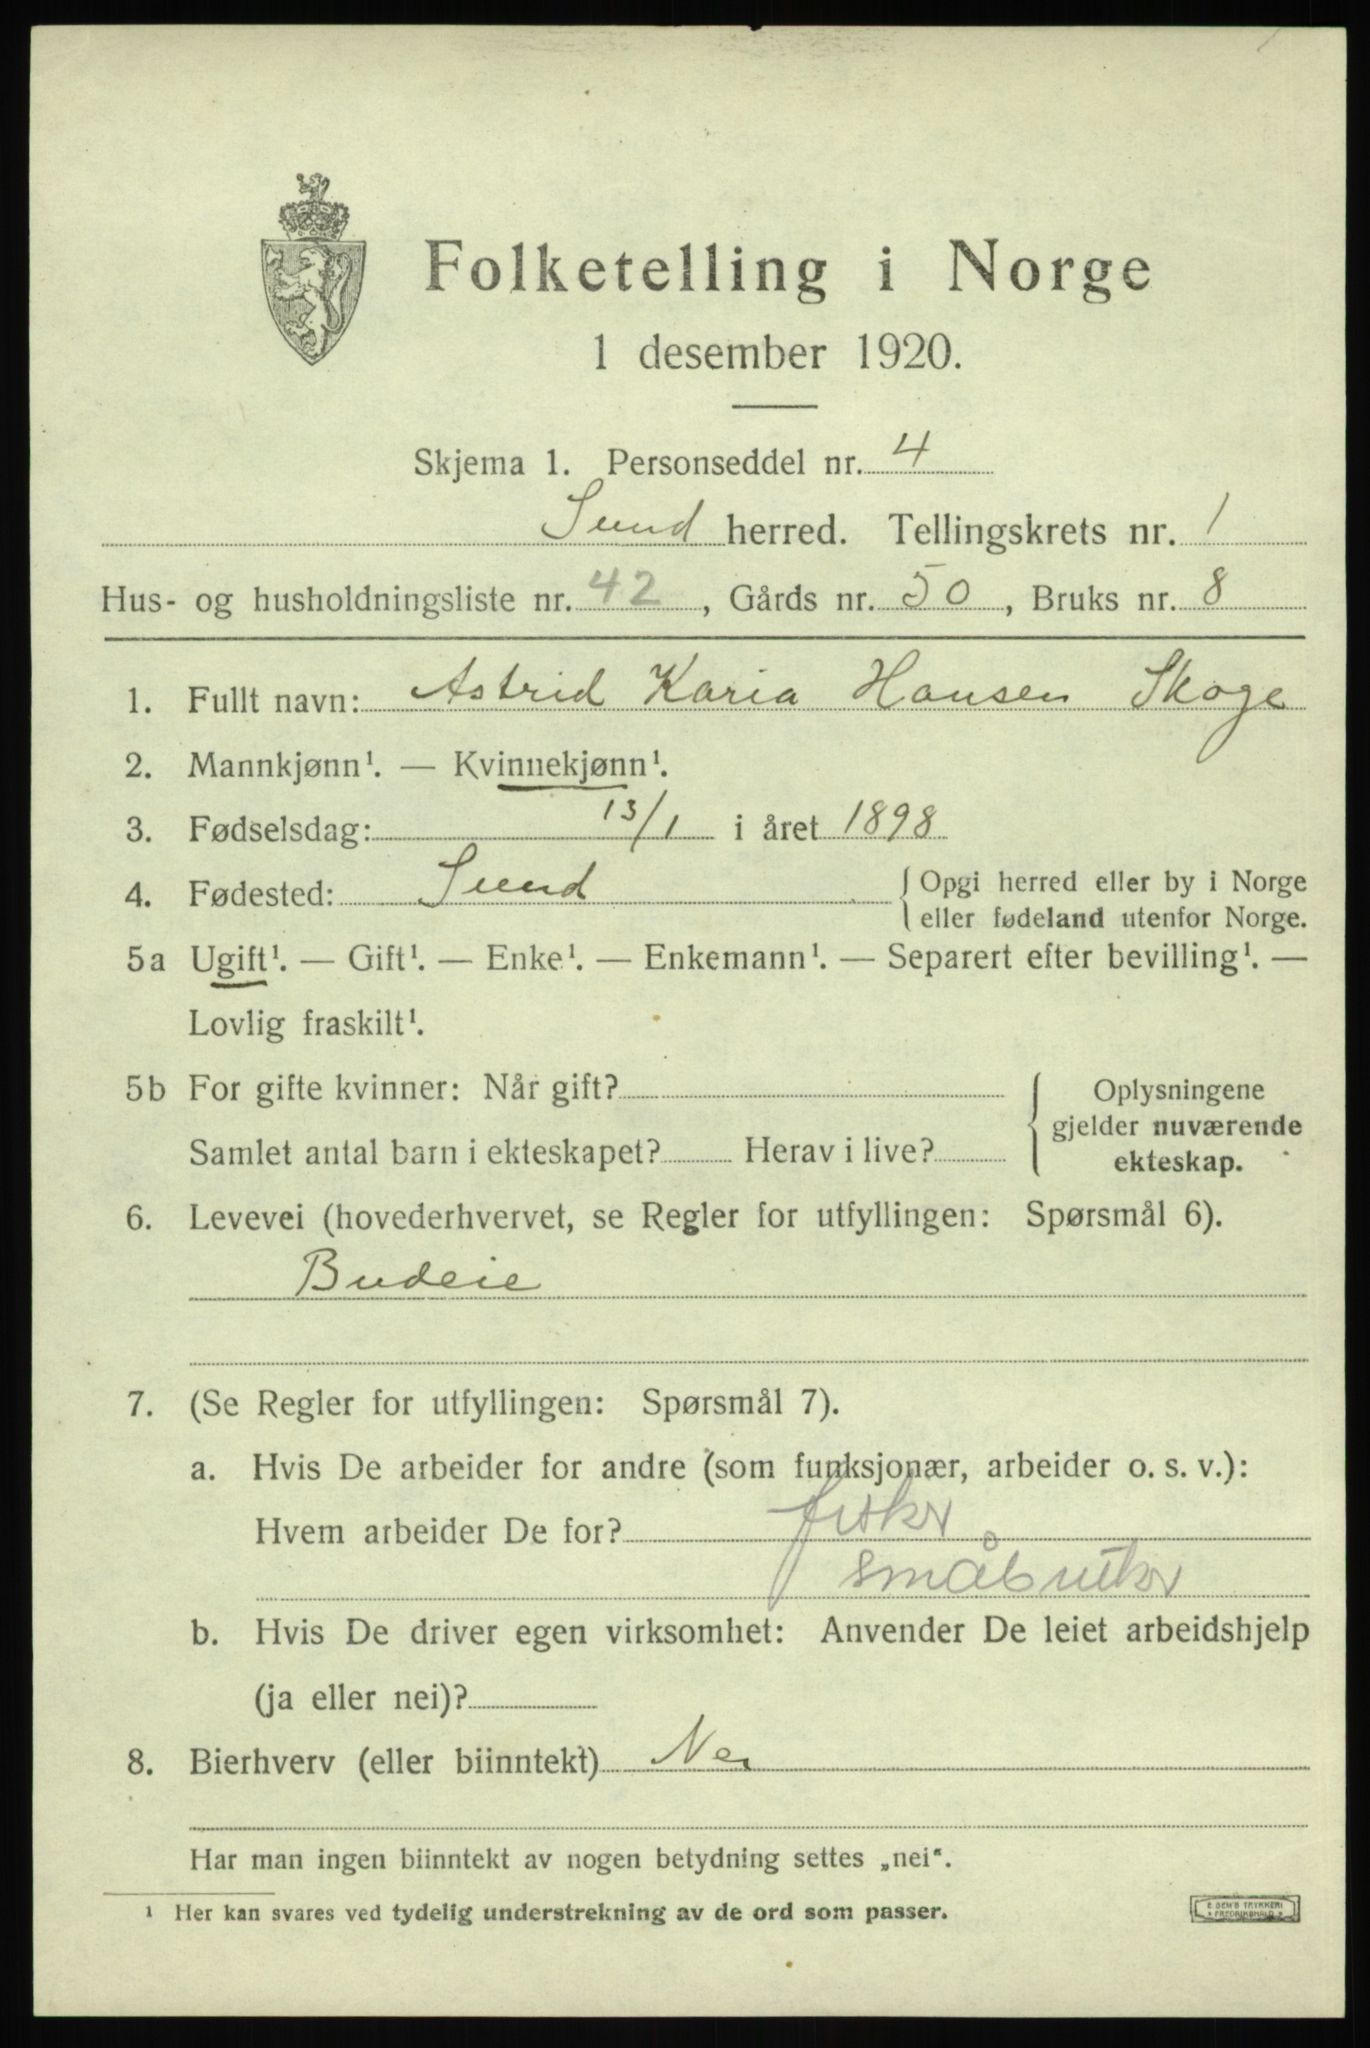 Folketelling i Norge
1 desember 1920.
Skjema 1. Personseddel nr. 4
Sund herred. Tellingskrets nr. 1
Hus- og husholdningsliste nr. 42, Gårds nr. 50, Bruks nr. 8
1. Fullt navn: Astrid Karia Hansen Skoge
2. Mannkjønn¹. — Kvinnekjønn¹.
3. Fødselsdag: 13/1 i året 1898
4. Fødested: Sund { Opgi herred eller by i Norge
eller fødeland utenfor Norge.
5a Ugift¹. — Gift¹. — Enke¹. — Enkemann¹. — Separert efter bevilling¹. —
Lovlig fraskilt¹.
5b For gifte kvinner: Når gift? { Oplysningene
gjelder nuværende
Samlet antal barn i ekteskapet? Herav i live?
ekteskap.
6. Levevei (hovederhvervet, se Regler for utfyllingen: Spørsmål 6).
Budeie
7. (Se Regler for utfyllingen: Spørsmål 7).
a. Hvis De arbeider for andre (som funksjonær, arbeider o. s. v.):
Hvem arbeider De for? fisker
småbruker
b. Hvis De driver egen virksomhet: Anvender De leiet arbeidshjelp
(ja eller nei)?
8. Bierhverv (eller biinntekt) Nei
Har man ingen biinntekt av nogen betydning settes „nei“.
¹ Her kan svares ved tydelig understrekning av de ord som passer.
E. SEM'S TRYKKERI
FREDRIKSHALD